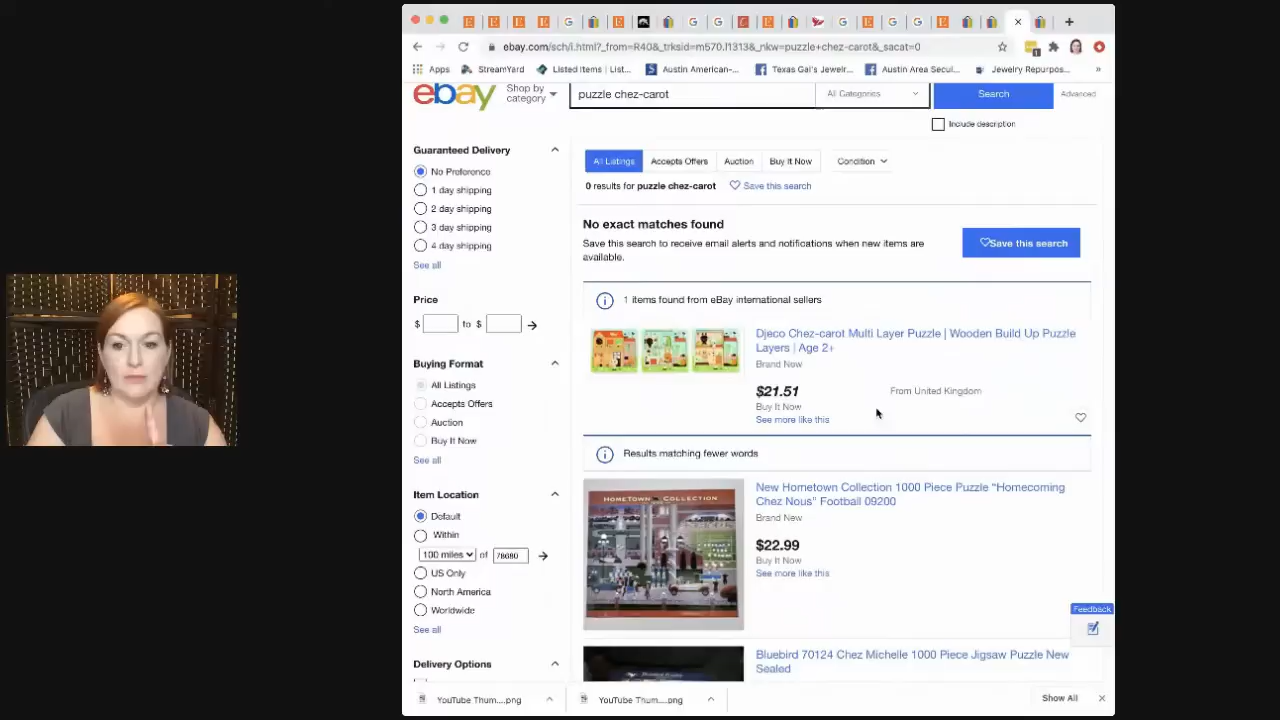 ebay.com/sch/i.html?_from=R40&_trksid=m570.l1313&_nkw=puzzle+chez-carot&_sacat=0
Apps StreamYard Listed Items | List... Austin American-... Texas Gal's Jewelr... Austin Area Secul... Jewelry Repurpos... »
ebay Shop by category puzzle chez-carot All Categories Search Advanced
Include description
Guaranteed Delivery
No Preference
1 day shipping
2 day shipping
3 day shipping
4 day shipping
See all
Price
$ to $
Buying Format
All Listings
Accepts Offers
Auction
Buy It Now
See all
Item Location
Default
Within
100 miles of 78680
US Only
North America
Worldwide
See all
Delivery Options
All Listings Accepts Offers Auction Buy It Now Condition
0 results for puzzle chez-carot Save this search
No exact matches found
Save this search to receive email alerts and notifications when new items are
available.
Save this search
1 items found from eBay international sellers
Djeco Chez-carot Multi Layer Puzzle | Wooden Build Up Puzzle
Layers | Age 2+
Brand New
$21.51 From United Kingdom
Buy It Now
See more like this
Results matching fewer words
HOMETOWN COLLECTION
New Hometown Collection 1000 Piece Puzzle “Homecoming
Chez Nous” Football 09200
Brand New
$22.99
Buy It Now
See more like this
Feedback
Bluebird 70124 Chez Michelle 1000 Piece Jigsaw Puzzle New
Sealed
YouTube Thum....png YouTube Thum....png Show All